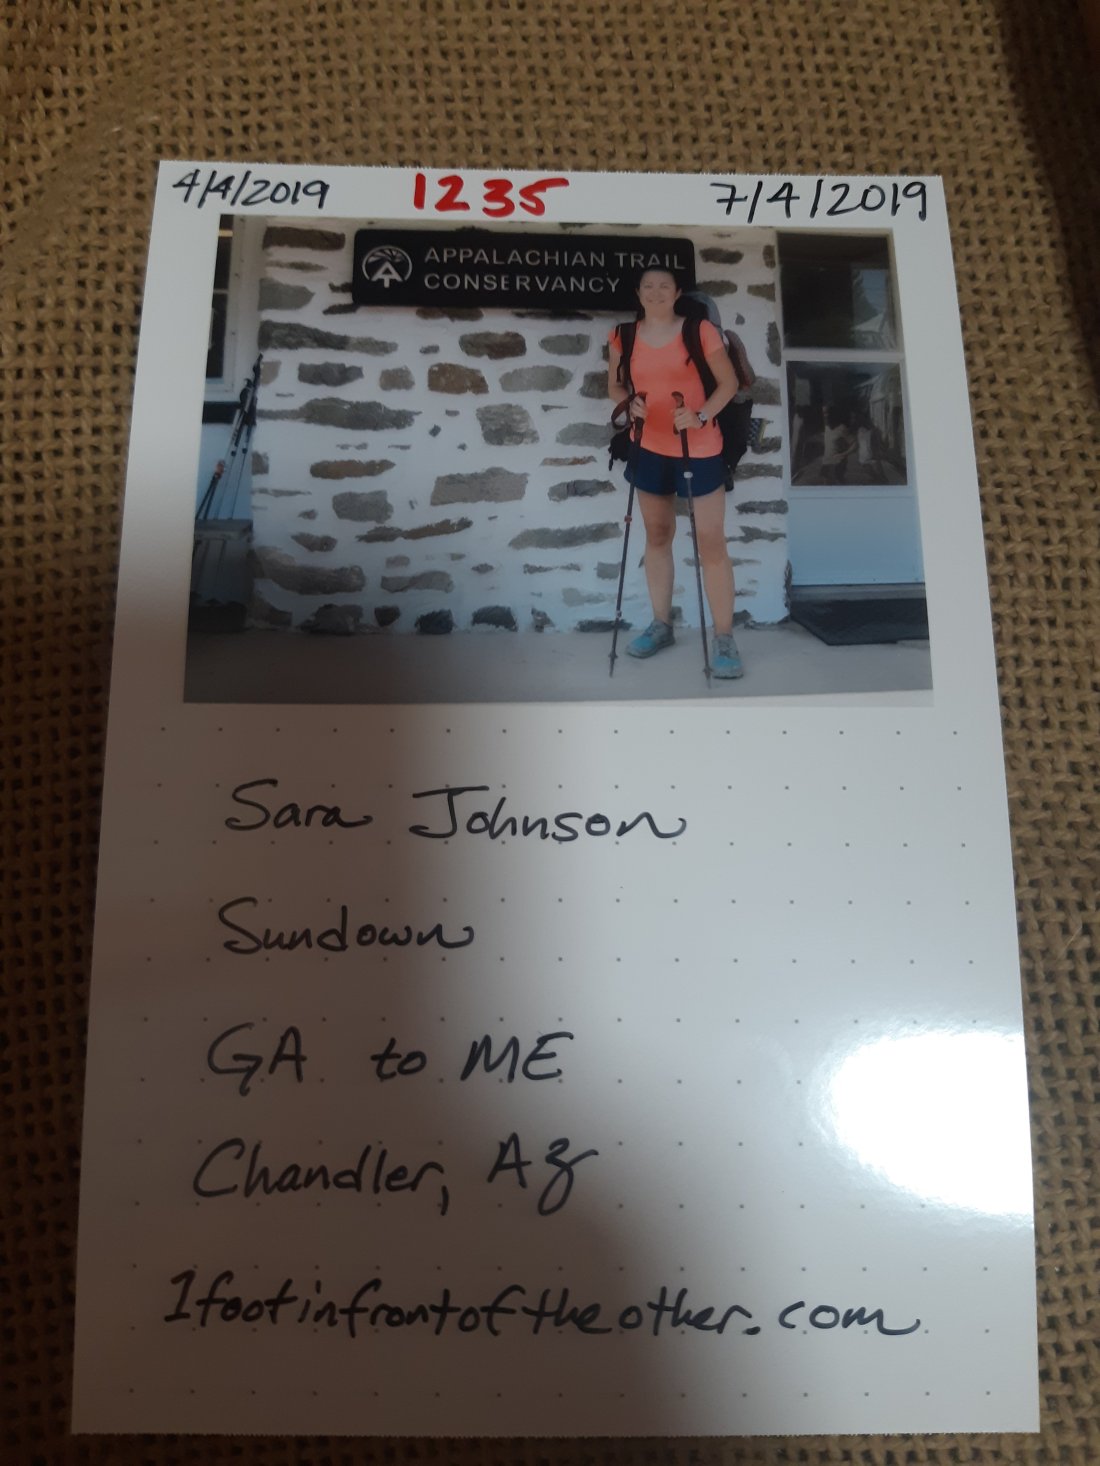 4/4/2019 1235 7/4/2019
APPALACHIAN TRAIL
CONSERVANCY
Sara Johnson
Sundown
GA to ME
Chandler, Az
1footinfrontoftheother.com